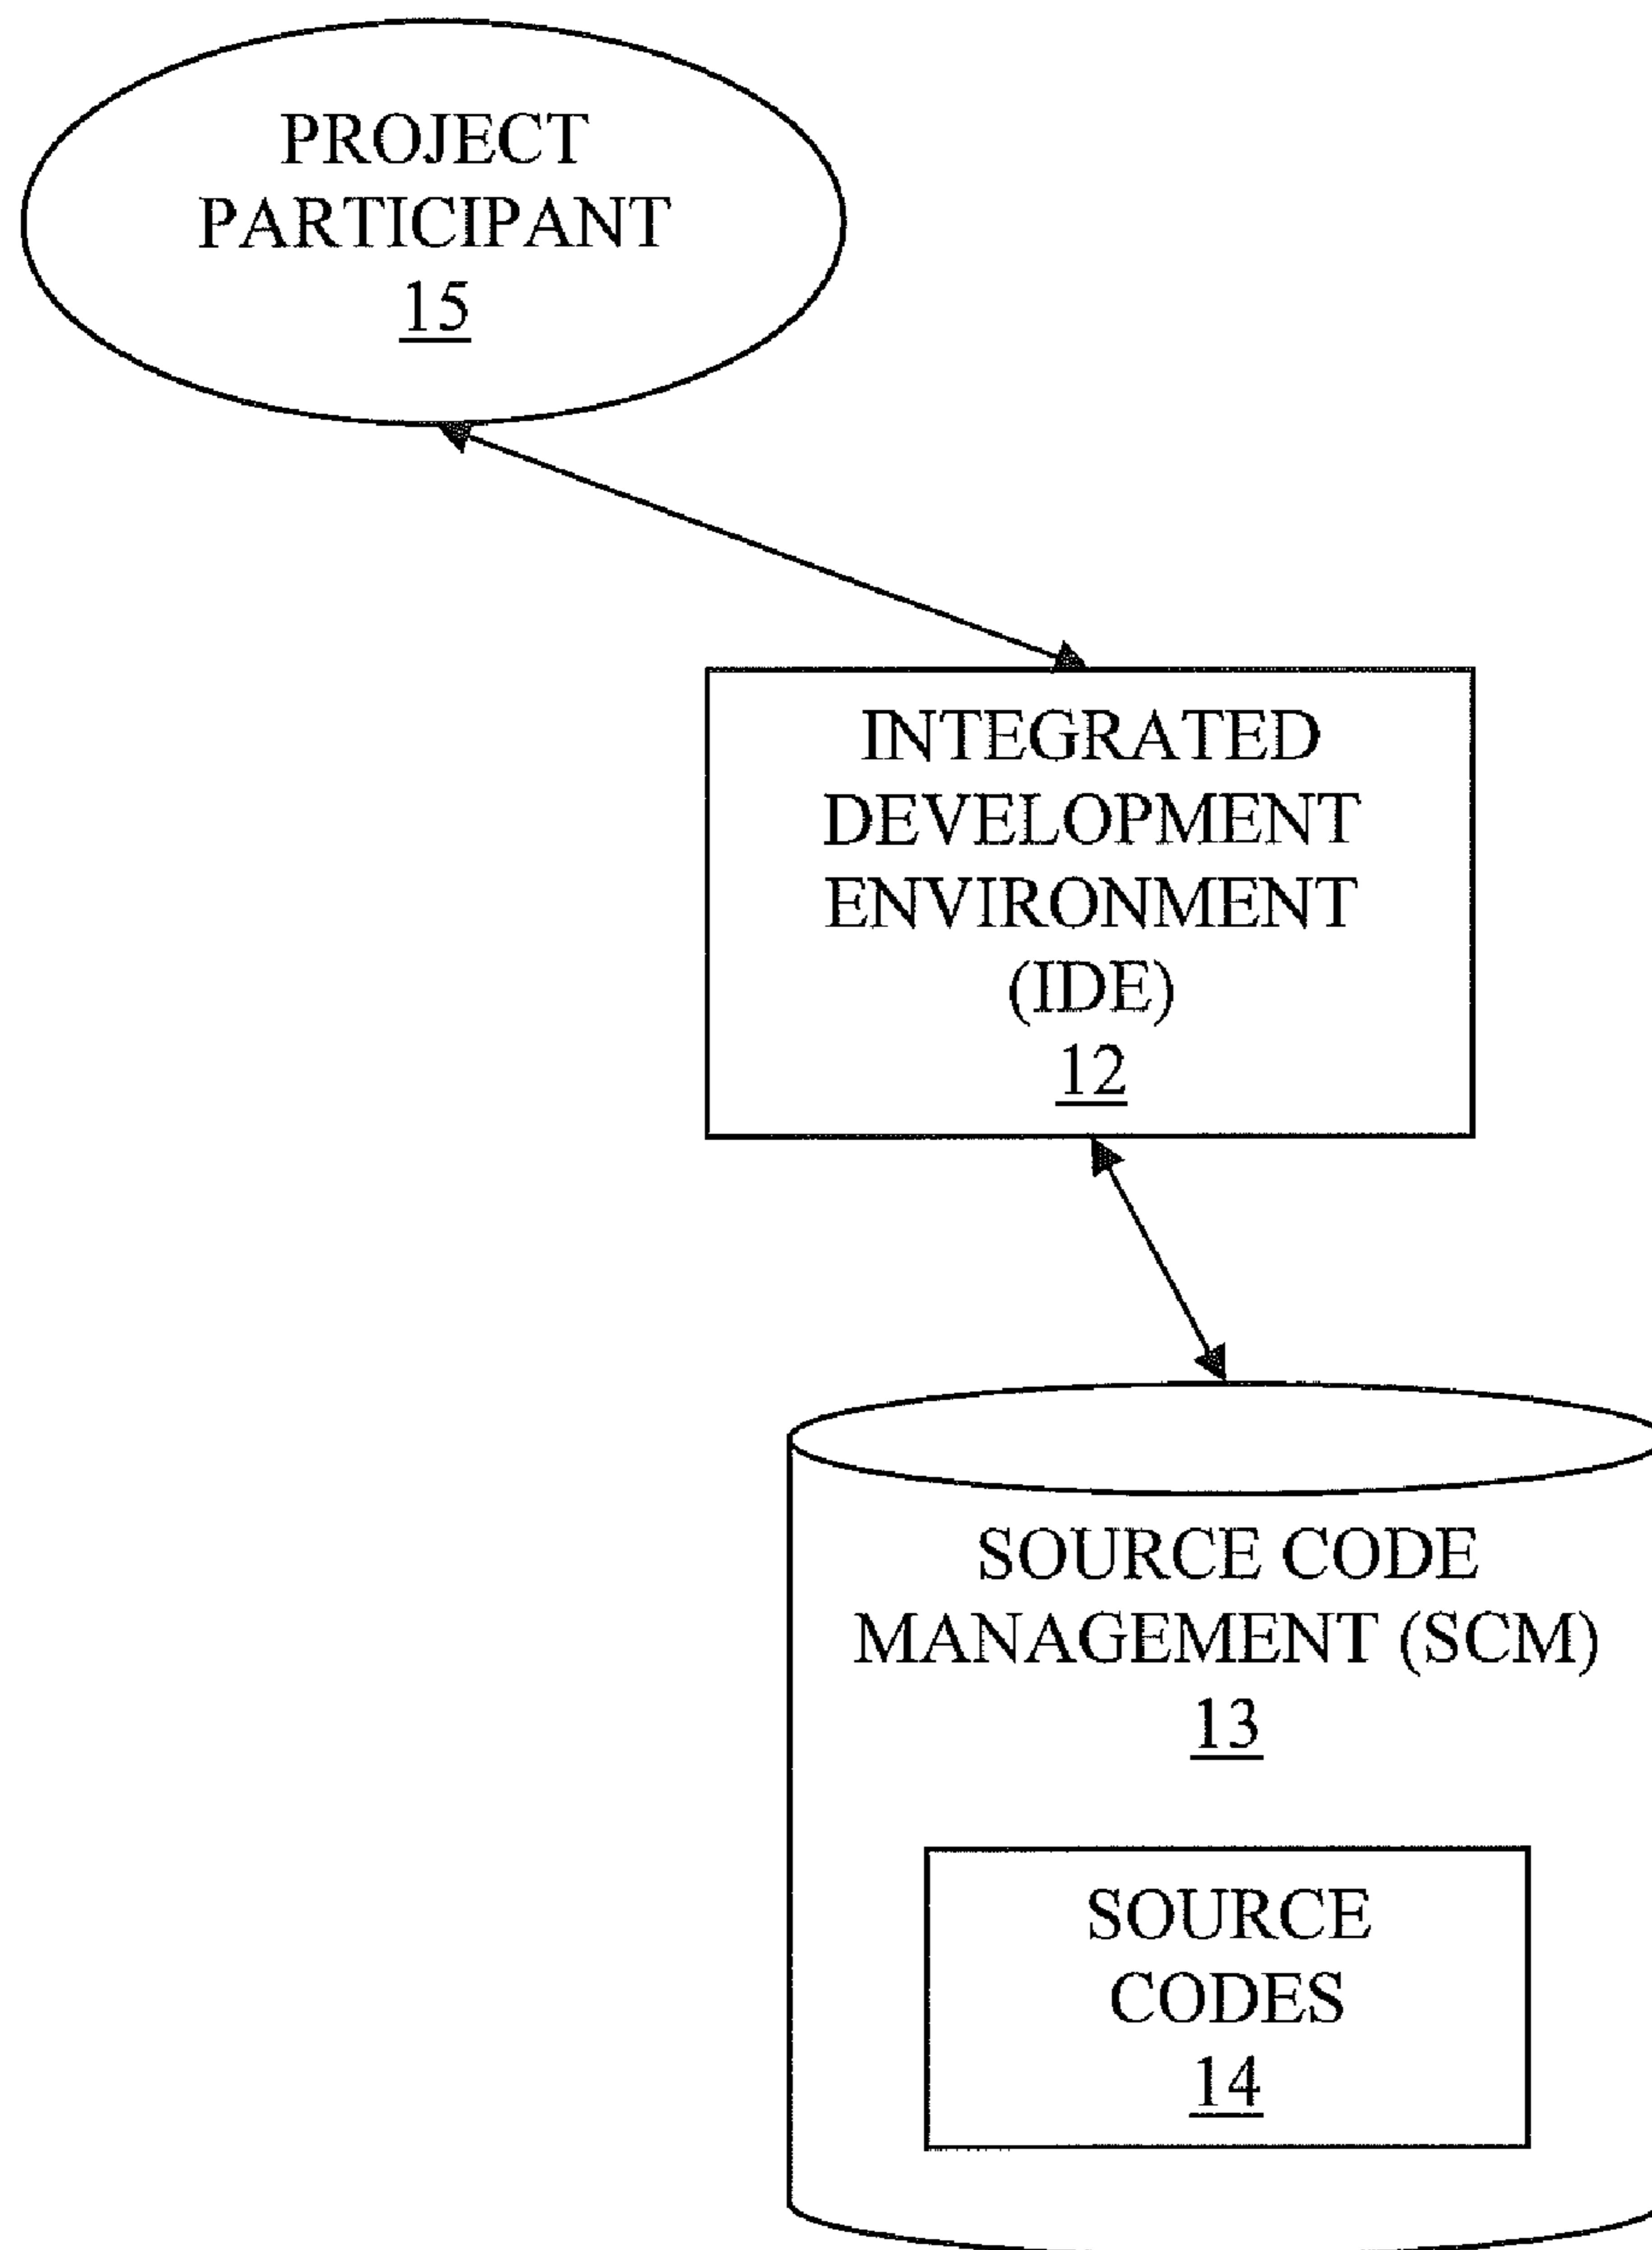 PROJECT
PARTICIPANT
15
INTEGRATED
DEVELOPMENT
ENVIRONMENT
(IDE)
12
SOURCE CODE
MANAGEMENT (SCM)
13
SOURCE
CODES
14